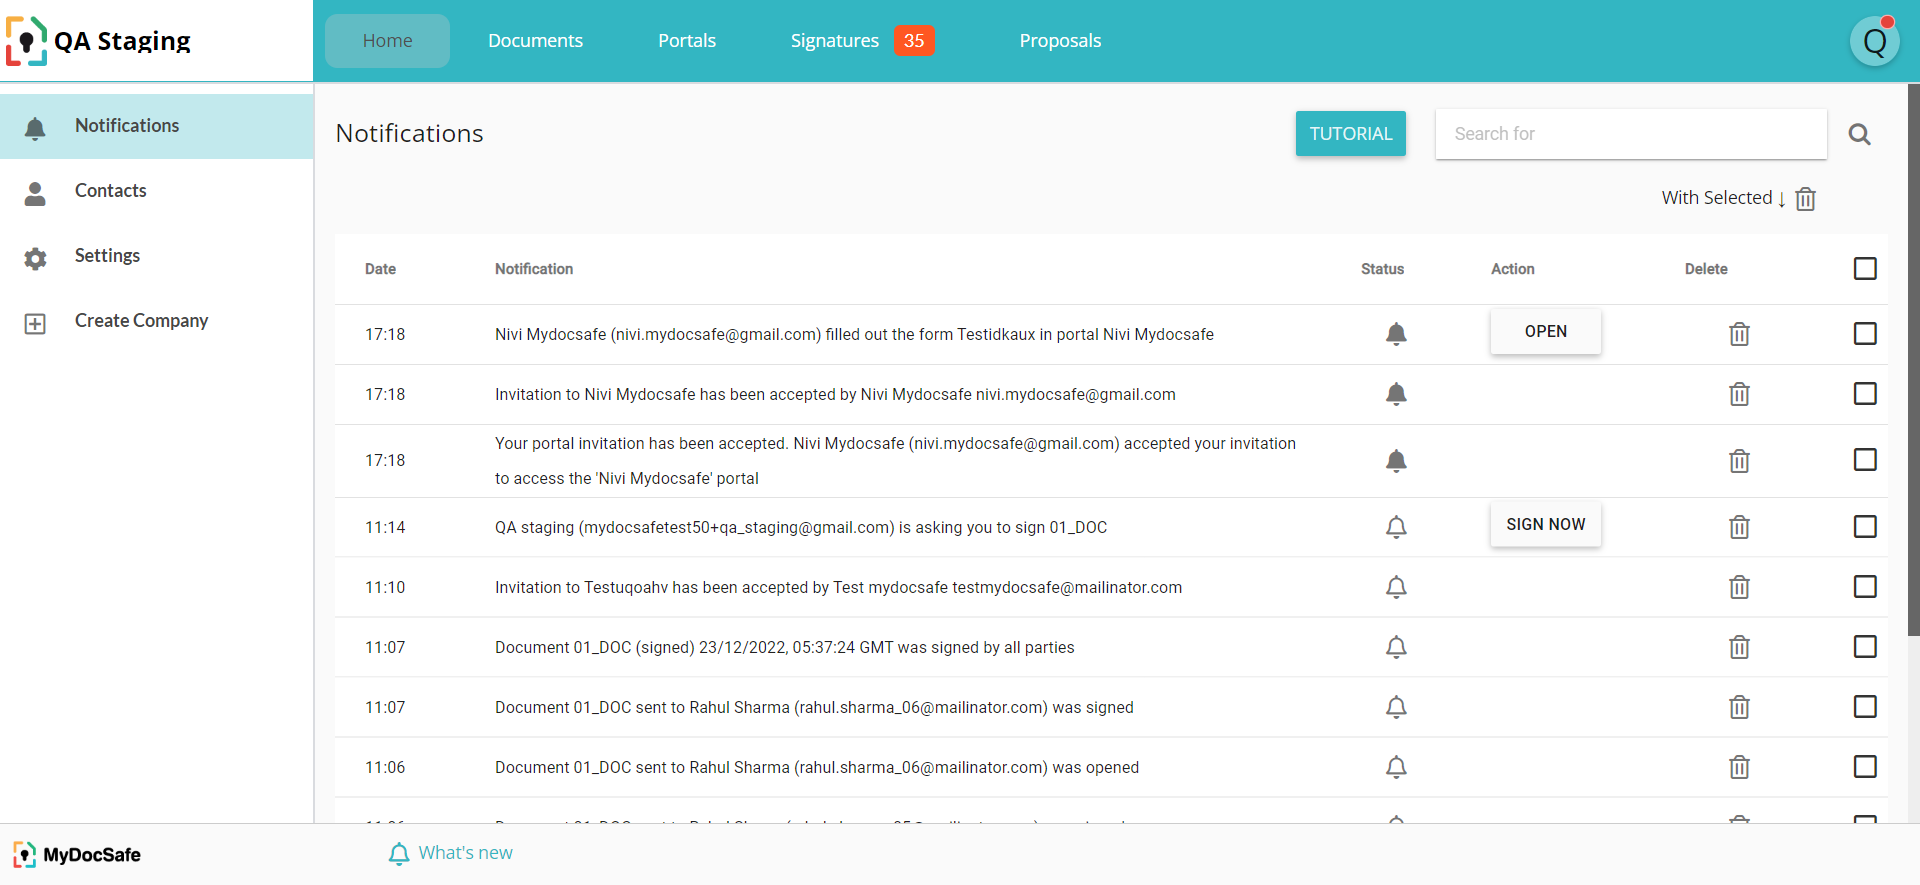 QA Staging
Home
Documents
Portals
Signatures 35
Proposals
Q
Notifications
Contacts
Settings
Create Company
Notifications
TUTORIAL
Search for
With Selected ↓
Date Notification Status Action Delete
17:18 Nivi Mydocsafe (nivi.mydocsafe@gmail.com) filled out the form Testidkaux in portal Nivi Mydocsafe OPEN
17:18 Invitation to Nivi Mydocsafe has been accepted by Nivi Mydocsafe nivi.mydocsafe@gmail.com
17:18 Your portal invitation has been accepted. Nivi Mydocsafe (nivi.mydocsafe@gmail.com) accepted your invitation
to access the 'Nivi Mydocsafe' portal
11:14 QA staging (mydocsafetest50+qa_staging@gmail.com) is asking you to sign 01_DOC SIGN NOW
11:10 Invitation to Testuqoahv has been accepted by Test mydocsafe testmydocsafe@mailinator.com
11:07 Document 01_DOC (signed) 23/12/2022, 05:37:24 GMT was signed by all parties
11:07 Document 01_DOC sent to Rahul Sharma (rahul.sharma_06@mailinator.com) was signed
11:06 Document 01_DOC sent to Rahul Sharma (rahul.sharma_06@mailinator.com) was opened
MyDocSafe
What's new